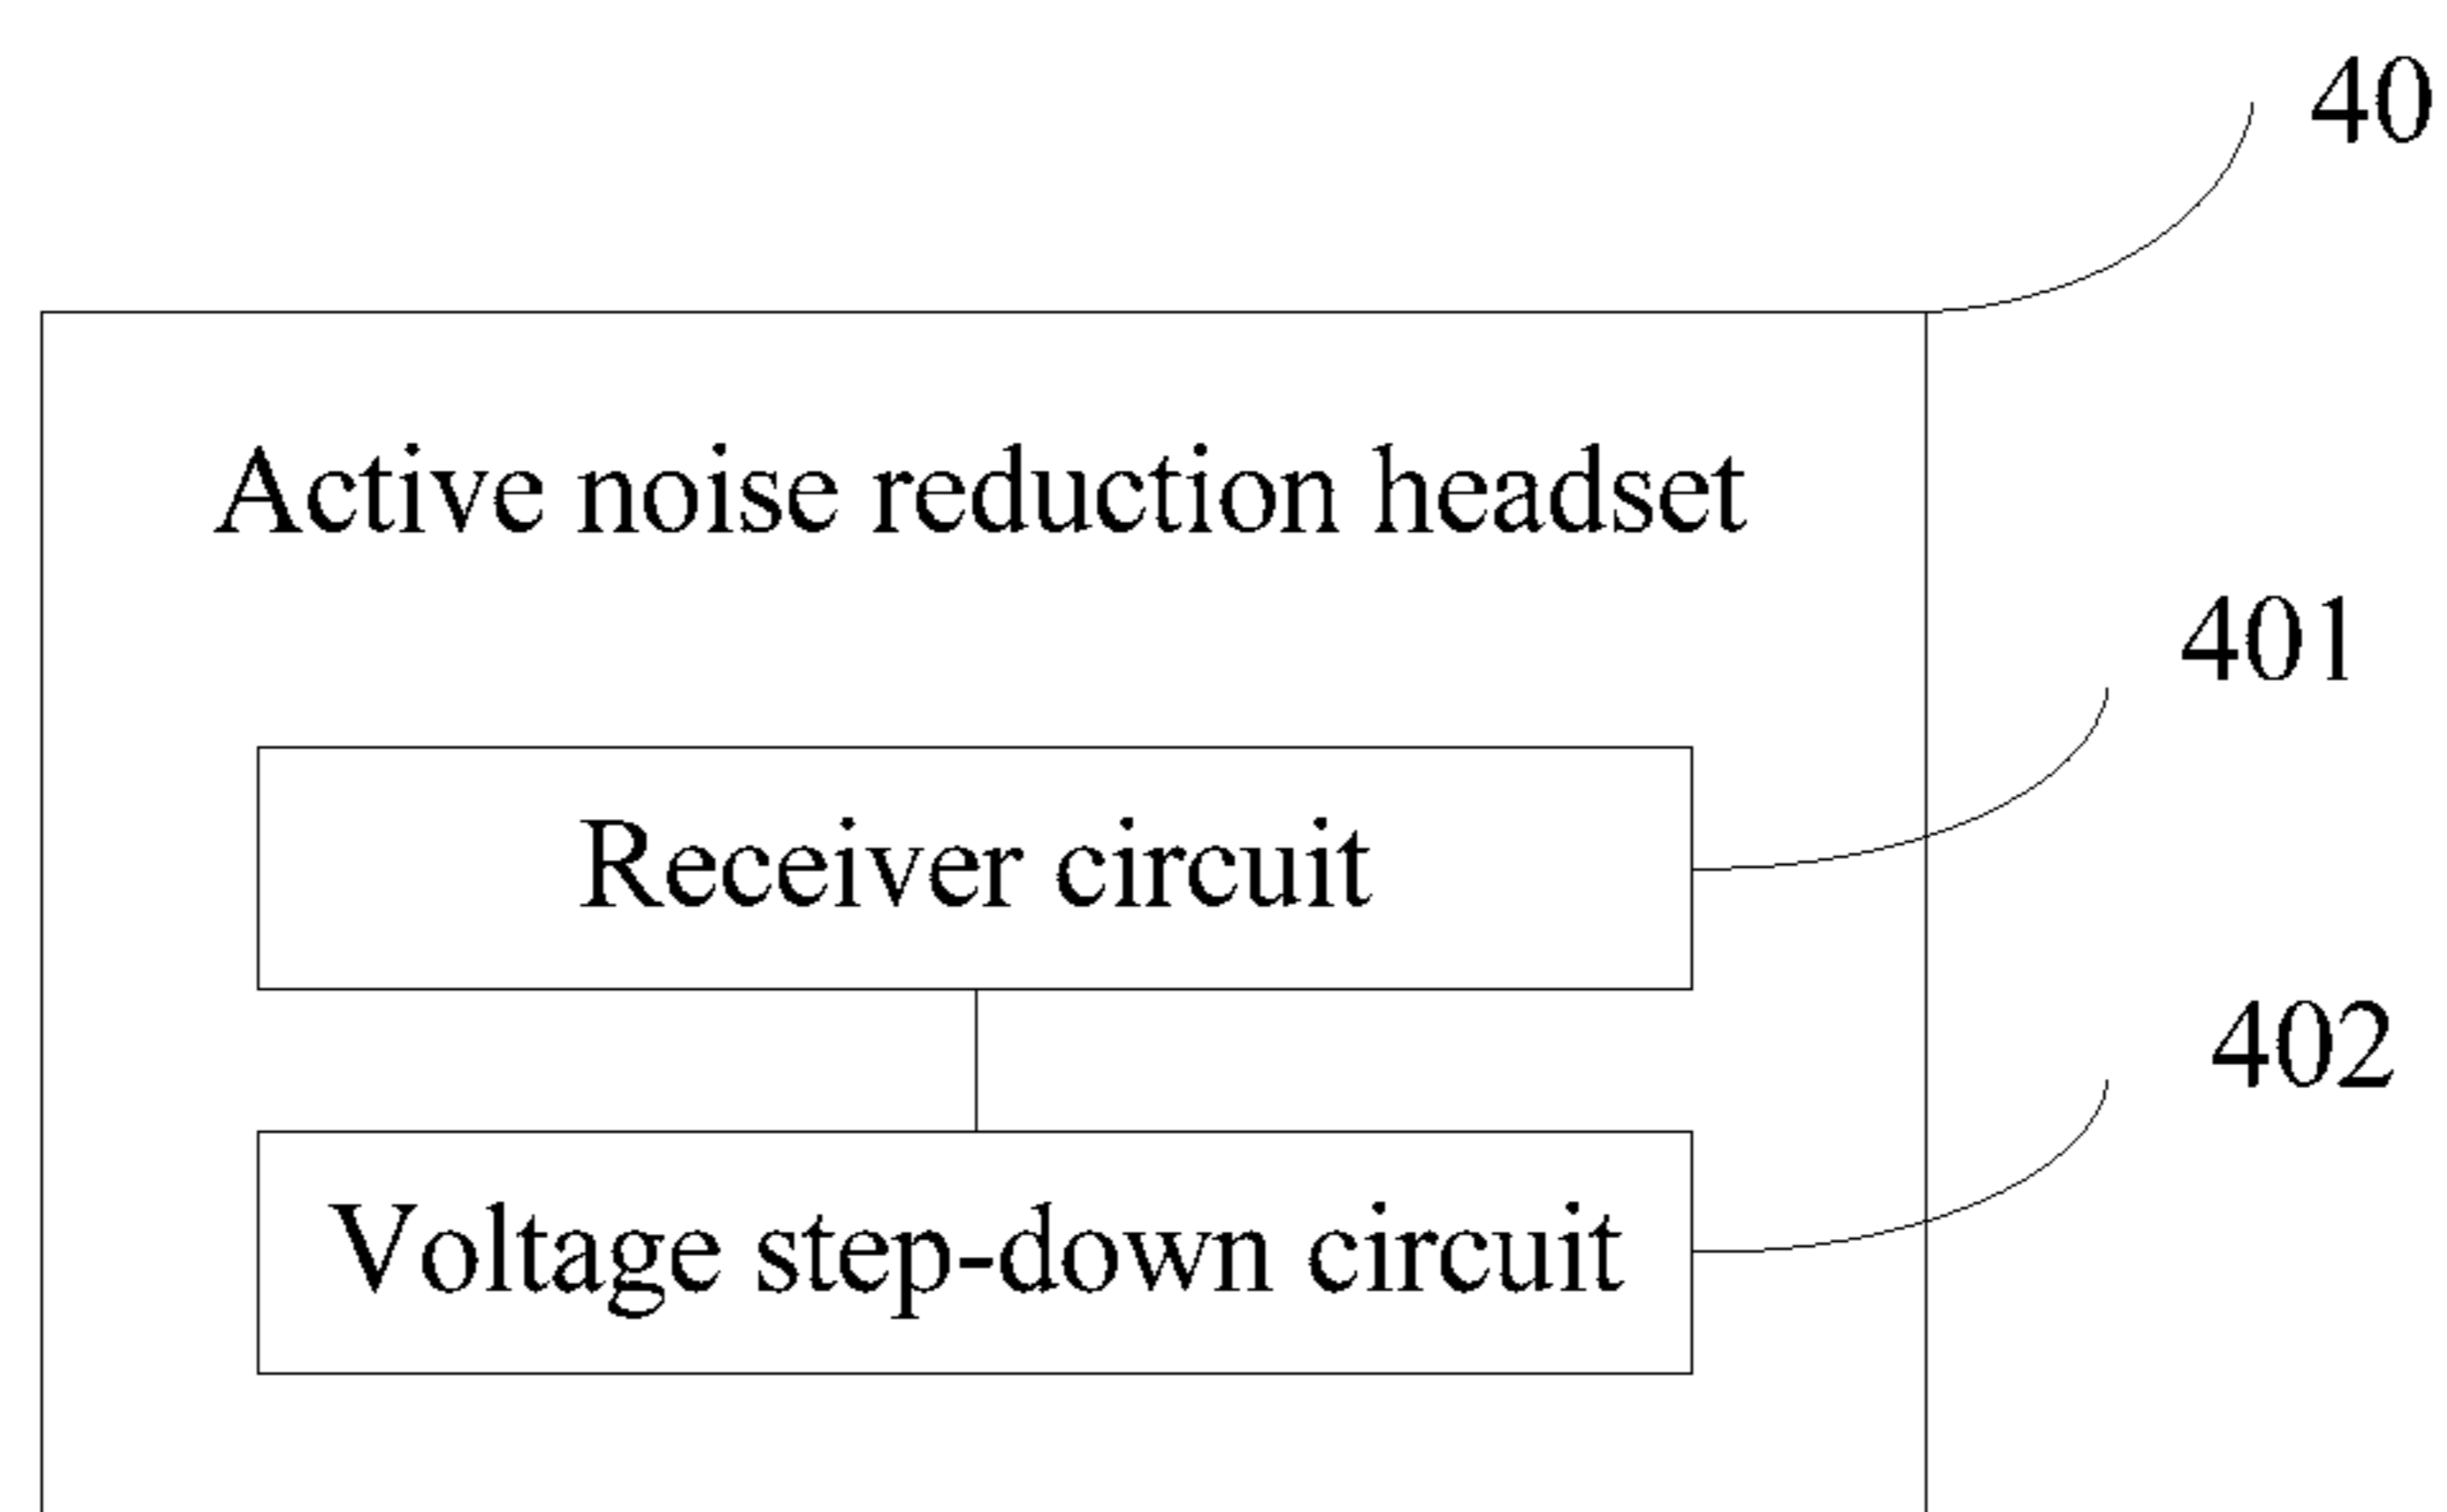 40
Active noise reduction headset
401
Receiver circuit
402
Voltage step-down circuit